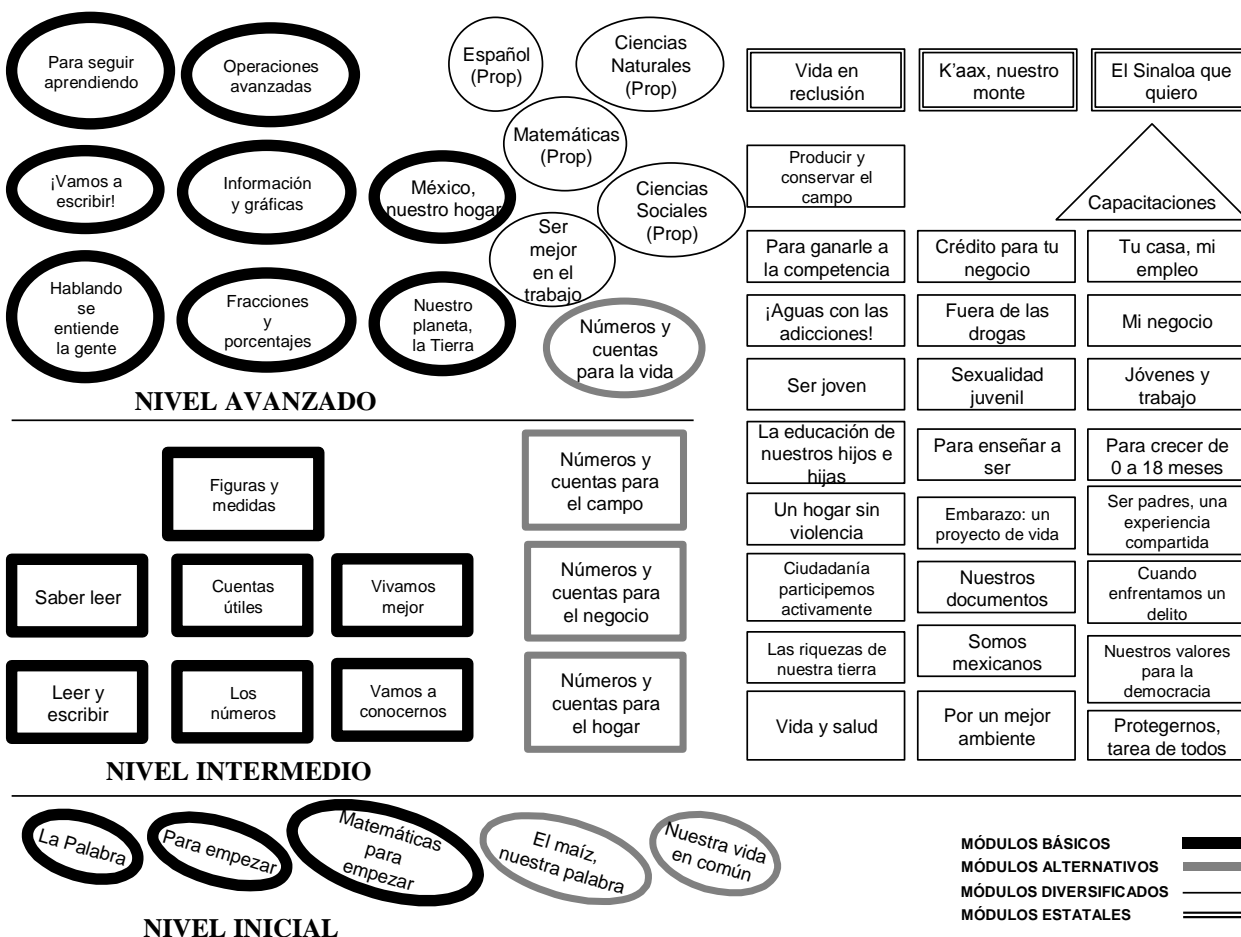 Para seguir
aprendiendo
Operaciones
avanzadas
Español
(Prop)
Ciencias
Naturales
(Prop)
Matemáticas
(Prop)
¡Vamos a
escribir!
Información
y gráficas
México,
nuestro hogar
Ciencias
Sociales
(Prop)
Ser
mejor
en el
trabajo
Hablando
se
entiende
la gente
Fracciones
y
porcentajes
Nuestro
planeta,
la Tierra
Números y
cuentas
para la vida
NIVEL AVANZADO
Figuras y
medidas
Números y
cuentas para
el campo
Saber leer
Cuentas
útiles
Vivamos
mejor
Números y
cuentas para
el negocio
Leer y
escribir
Los
números
Vamos a
conocernos
Números y
cuentas para
el hogar
NIVEL INTERMEDIO
La Palabra
Para empezar
Matemáticas
para
empezar
El maíz,
nuestra palabra
Nuestra vida
en común
NIVEL INICIAL
Vida en
reclusión
K'aax, nuestro
monte
El Sinaloa que
quiero
Producir y
conservar el
campo
Capacitaciones
Para ganarle a
la competencia
Crédito para tu
negocio
Tu casa, mi
empleo
¡Aguas con las
adicciones!
Fuera de las
drogas
Mi negocio
Ser joven
Sexualidad
juvenil
Jóvenes y
trabajo
La educación de
nuestros hijos e
hijas
Para enseñar a
ser
Para crecer de
0 a 18 meses
Un hogar sin
violencia
Embarazo: un
proyecto de vida
Ser padres, una
experiencia
compartida
Ciudadanía
participemos
activamente
Nuestros
documentos
Cuando
enfrentamos un
delito
Las riquezas de
nuestra tierra
Somos
mexicanos
Nuestros valores
para la
democracia
Vida y salud
Por un mejor
ambiente
Protegernos,
tarea de todos
MÓDULOS BÁSICOS
MÓDULOS ALTERNATIVOS
MÓDULOS DIVERSIFICADOS
MÓDULOS ESTATALES